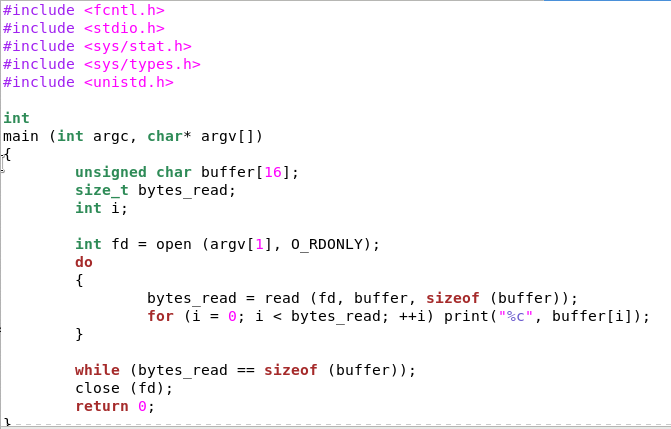 #include <fcntl.h>
#include <stdio.h>
#include <sys/stat.h>
#include <sys/types.h>
#include <unistd.h>

int
main (int argc, char* argv[])
{
        unsigned char buffer[16];
        size_t bytes_read;
        int i;

        int fd = open (argv[1], O_RDONLY);
        do
        {
                bytes_read = read (fd, buffer, sizeof (buffer));
                for (i = 0; i < bytes_read; ++i) print("%c", buffer[i]);
        }

        while (bytes_read == sizeof (buffer));
        close (fd);
        return 0;
}